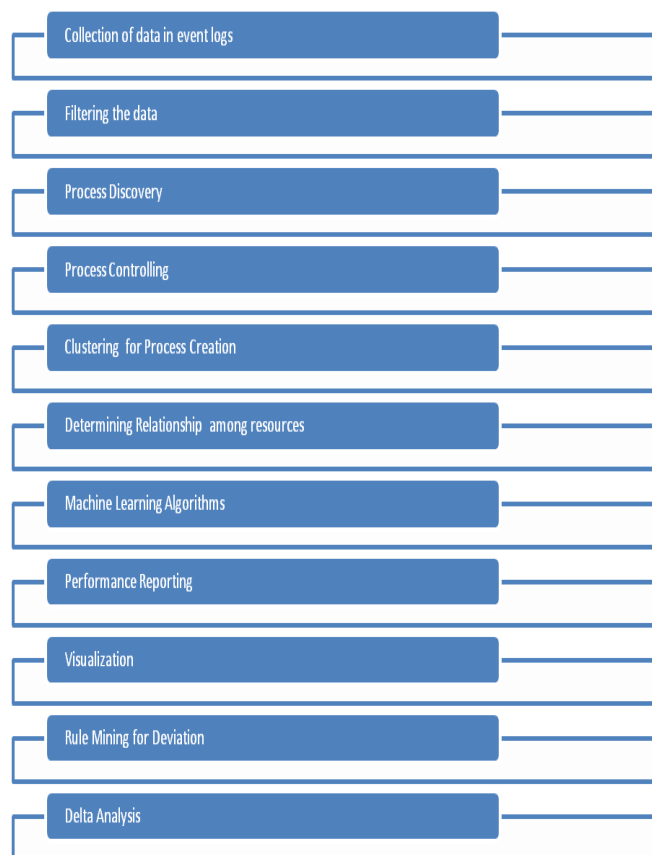 Collection of data in event logs
Filtering the data
Process Discovery
Process Controlling
Clustering for Process Creation
Determining Relationship among resources
Machine Learning Algorithms
Performance Reporting
Visualization
Rule Mining for Deviation
Delta Analysis